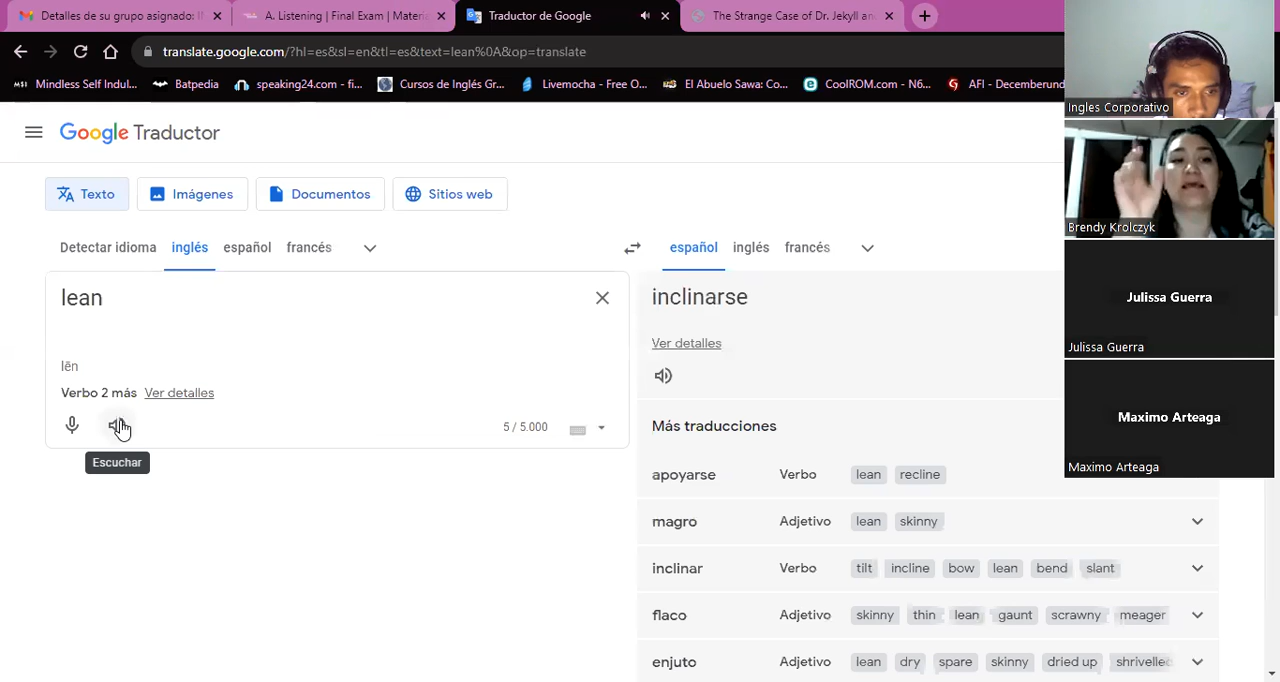 Detalles de su grupo asignado: I
A. Listening | Final Exam | Materi
Traductor de Google
The Strange Case of Dr. Jekyll and
translate.google.com/?hl=es&sl=en&tl=es&text=lean%0A&op=translate
Mindless Self Indul...
Batpedia
speaking24.com - fi...
Cursos de Inglés Gr...
Livemocha - Free O...
El Abuelo Sawa: Co...
CoolROM.com - N6...
AFI - Decemberund
Google Traductor
Texto
Imágenes
Documentos
Sitios web
Detectar idioma
inglés
español
francés
español
inglés
francés
lean
lēn
Verbo 2 más
Ver detalles
5 / 5.000
Escuchar
inclinarse
Ver detalles
Más traducciones
apoyarse Verbo lean recline
magro Adjetivo lean skinny
inclinar Verbo tilt incline bow lean bend slant
flaco Adjetivo skinny thin lean gaunt scrawny meager
enjuto Adjetivo lean dry spare skinny dried up shrivelled
Ingles Corporativo
Brendy Krolczyk
Julissa Guerra
Julissa Guerra
Maximo Arteaga
Maximo Arteaga